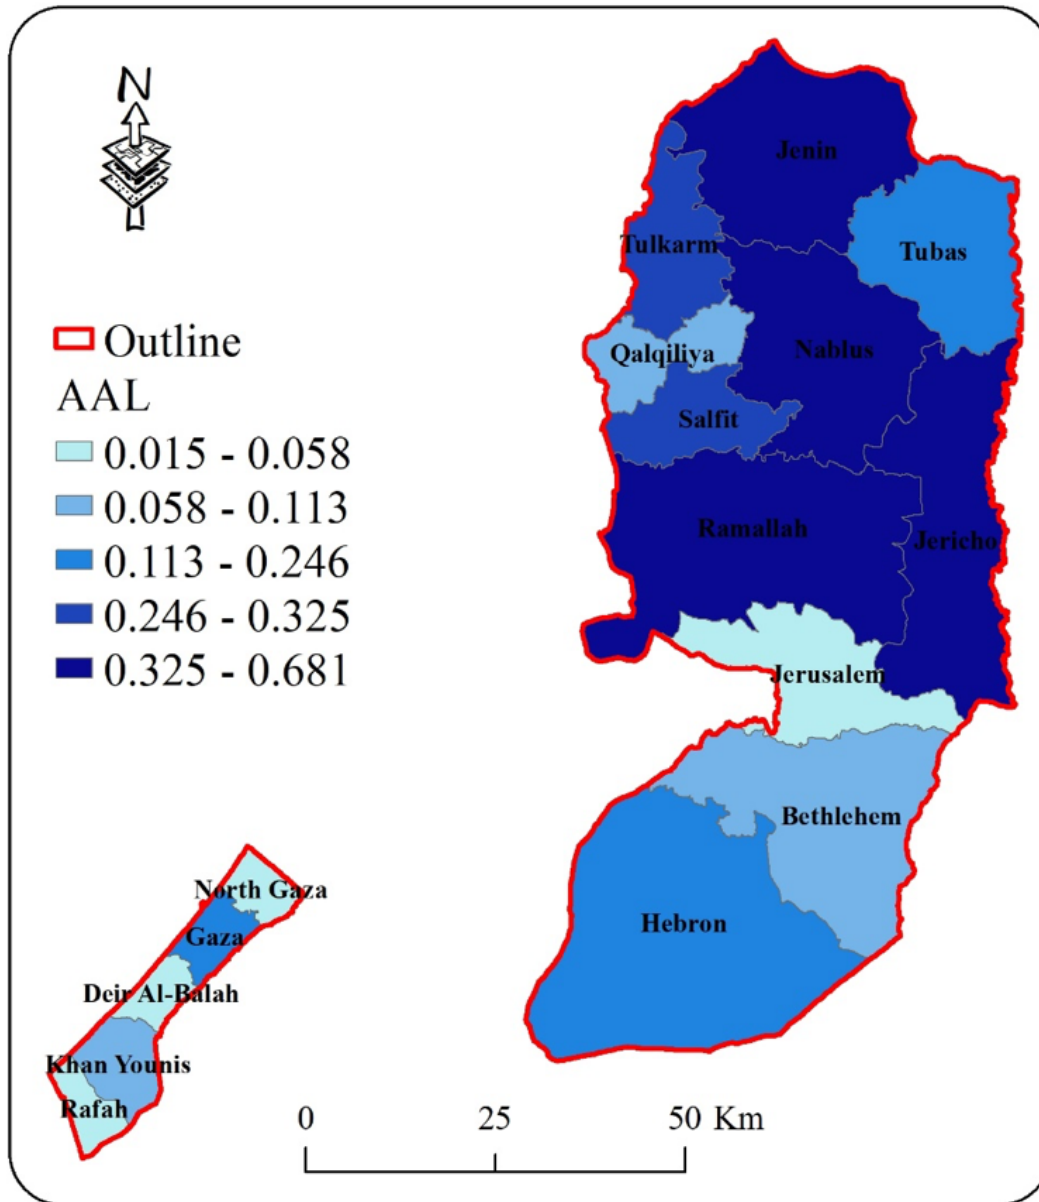 N
Outline
AAL
0.015 - 0.058
0.058 - 0.113
0.113 - 0.246
0.246 - 0.325
0.325 - 0.681
Jenin
Tulkarm
Tubas
Qalqiliya
Nablus
Salfit
Ramallah
Jericho
Jerusalem
Bethlehem
Hebron
North Gaza
Gaza
Deir Al-Balah
Khan Younis
Rafah
0 25 50 Km